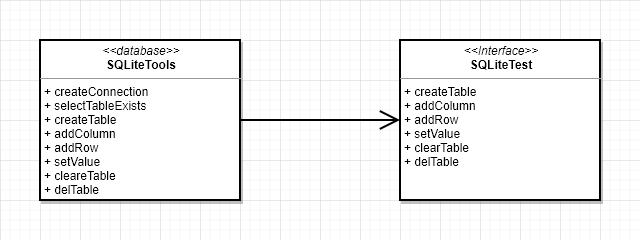 <<database>>
SQLiteTools
+ createConnection
+ selectTableExists
+ createTable
+ addColumn
+ addRow
+ setValue
+ cleareTable
+ delTable
<<Interface>>
SQLiteTest
+ createTable
+ addColumn
+ addRow
+ setValue
+ clearTable
+ delTable